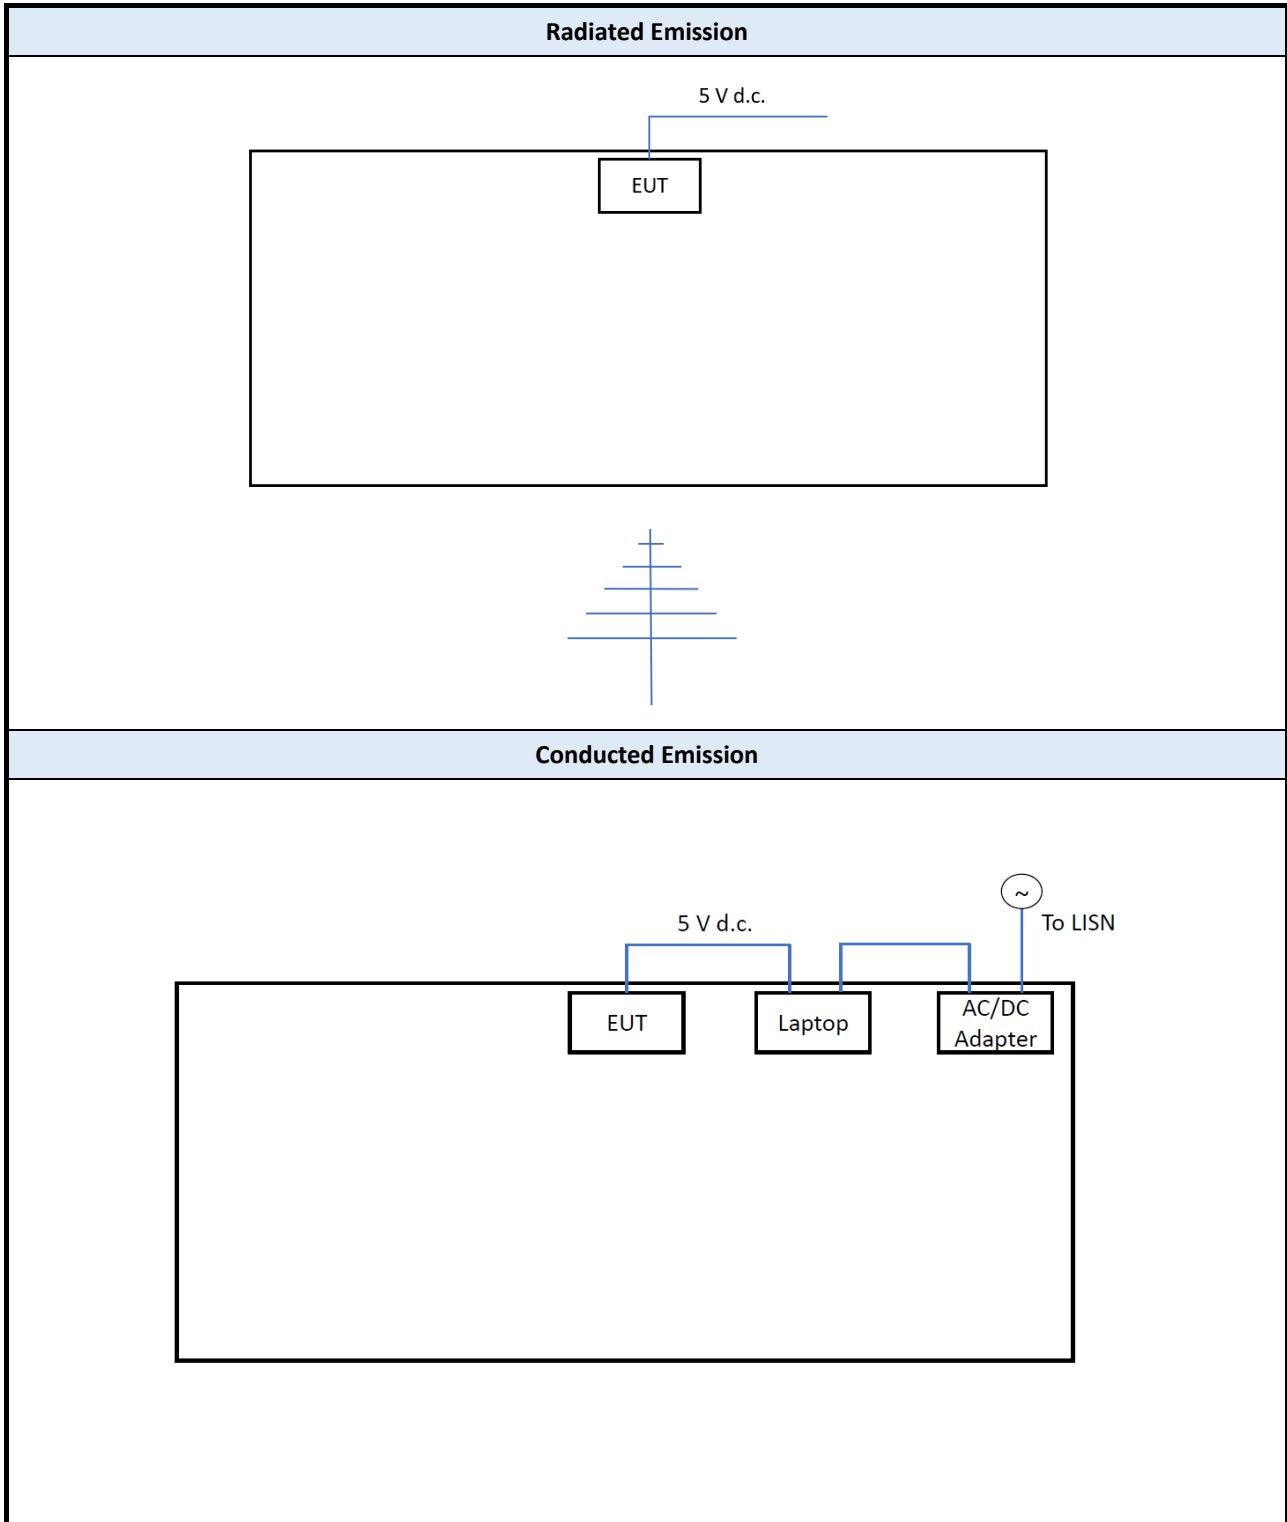 Radiated Emission
5 V d.c.
EUT
Conducted Emission
~
To LISN
5 V d.c.
EUT
Laptop
AC/DC
Adapter